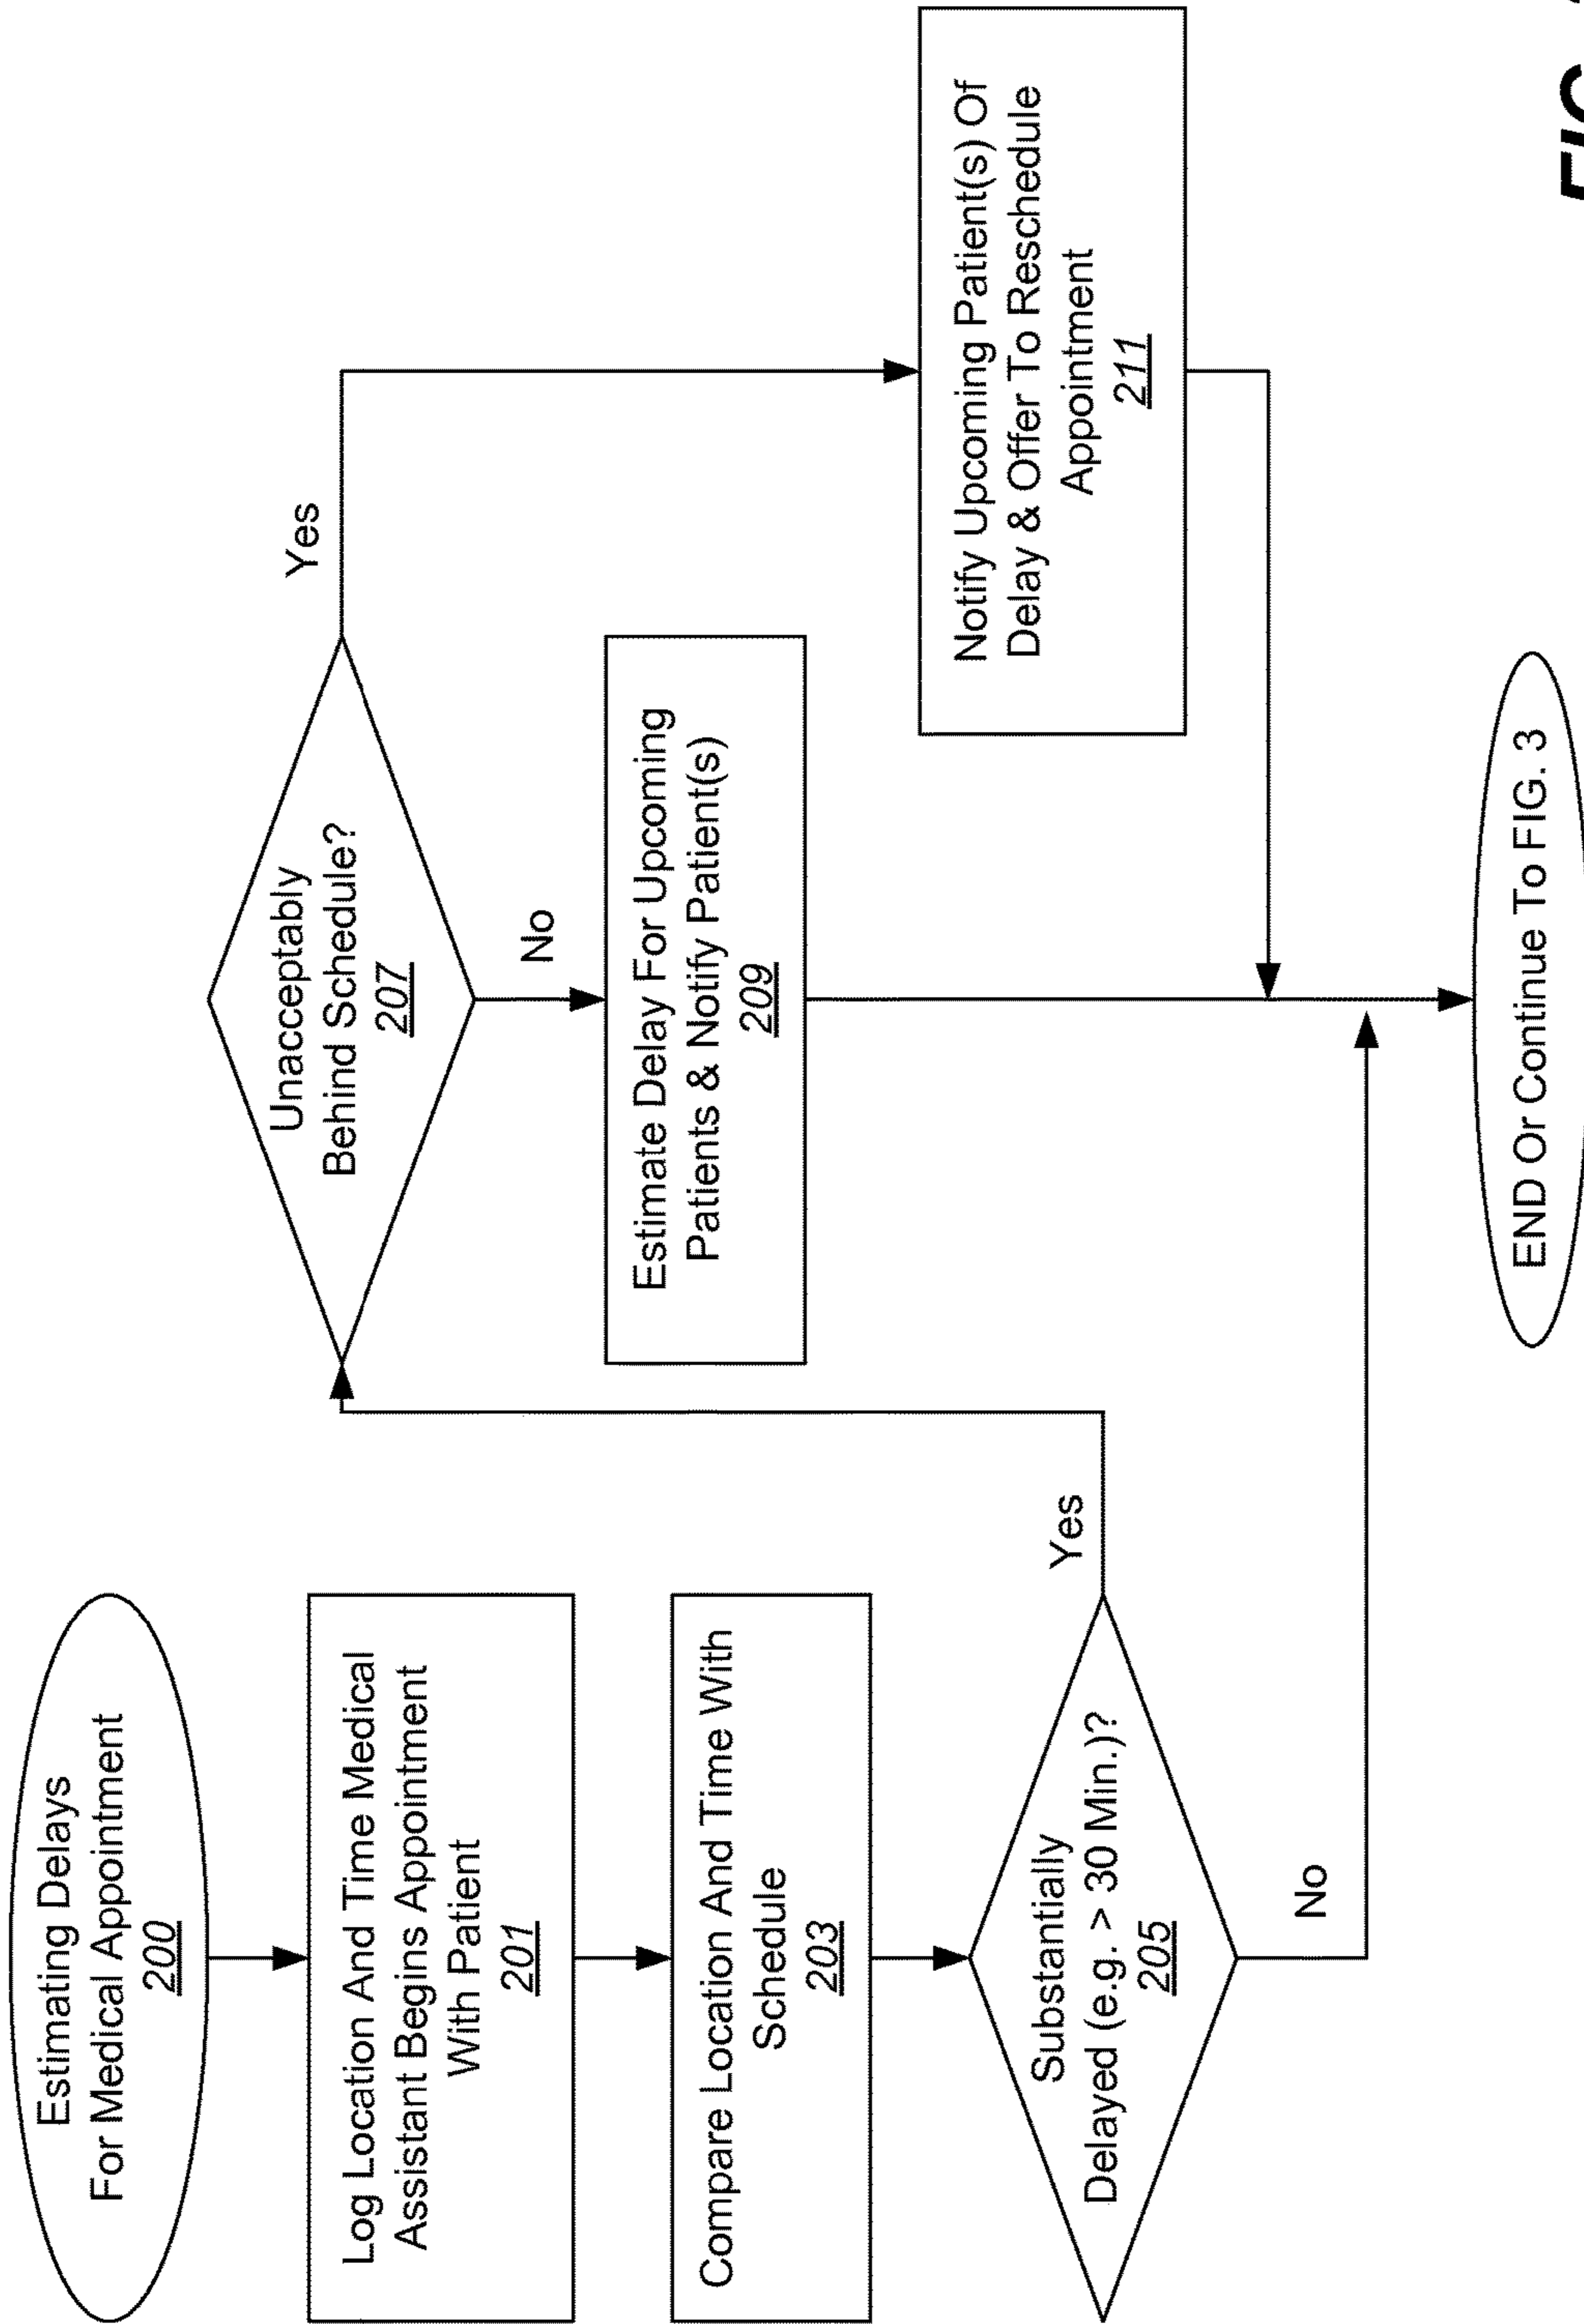 Estimating Delays
For Medical Appointment
200
Log Location And Time Medical
Assistant Begins Appointment
With Patient
201
Compare Location And Time With
Schedule
203
Substantially
Delayed (e.g. > 30 Min.)?
205
Yes
No
Unacceptably
Behind Schedule?
207
Yes
No
Estimate Delay For Upcoming
Patients & Notify Patient(s)
209
Notify Upcoming Patient(s) Of
Delay & Offer To Reschedule
Appointment
211
END Or Continue To FIG. 3
FIG.